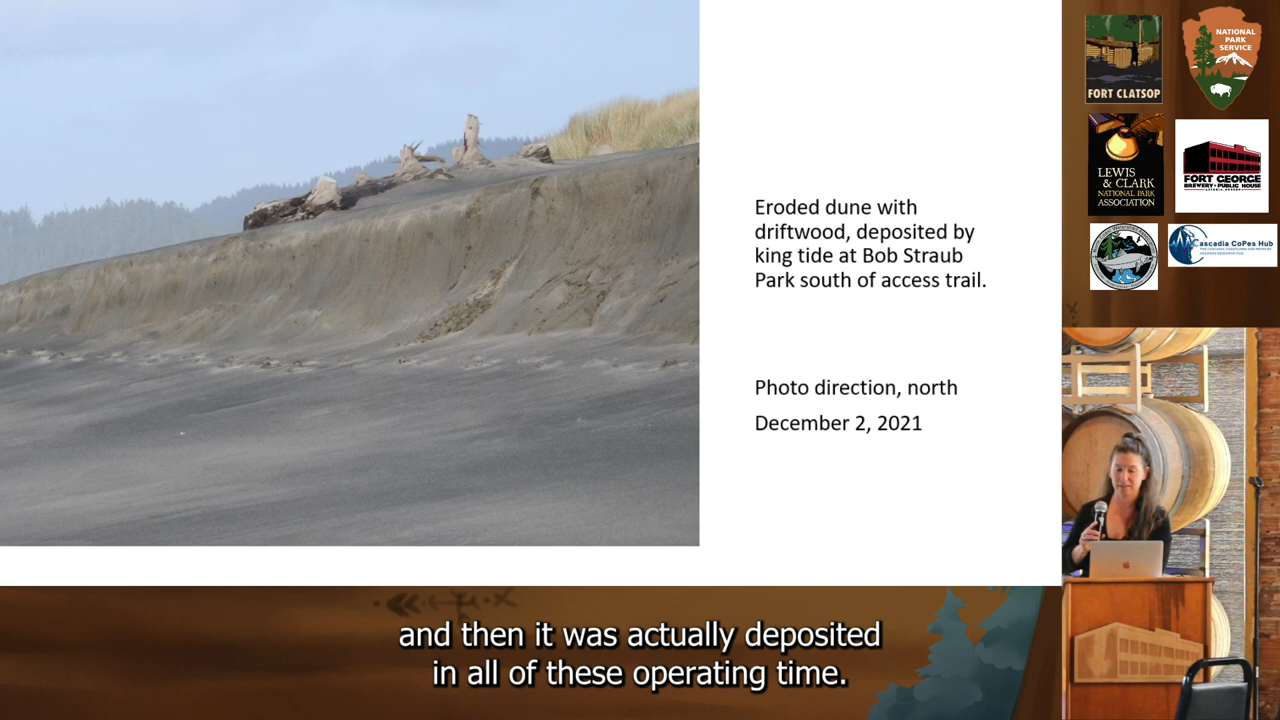 Eroded dune with
driftwood, deposited by
king tide at Bob Straub
Park south of access trail.
Photo direction, north
December 2, 2021
FORT CLATSOP
NATIONAL
PARK
SERVICE
LEWIS
& CLARK
NATIONAL PARK
ASSOCIATION
FORT GEORGE
BREWERY + PUBLIC HOUSE
Cascadia CoPes Hub
and then it was actually deposited
in all of these operating time.